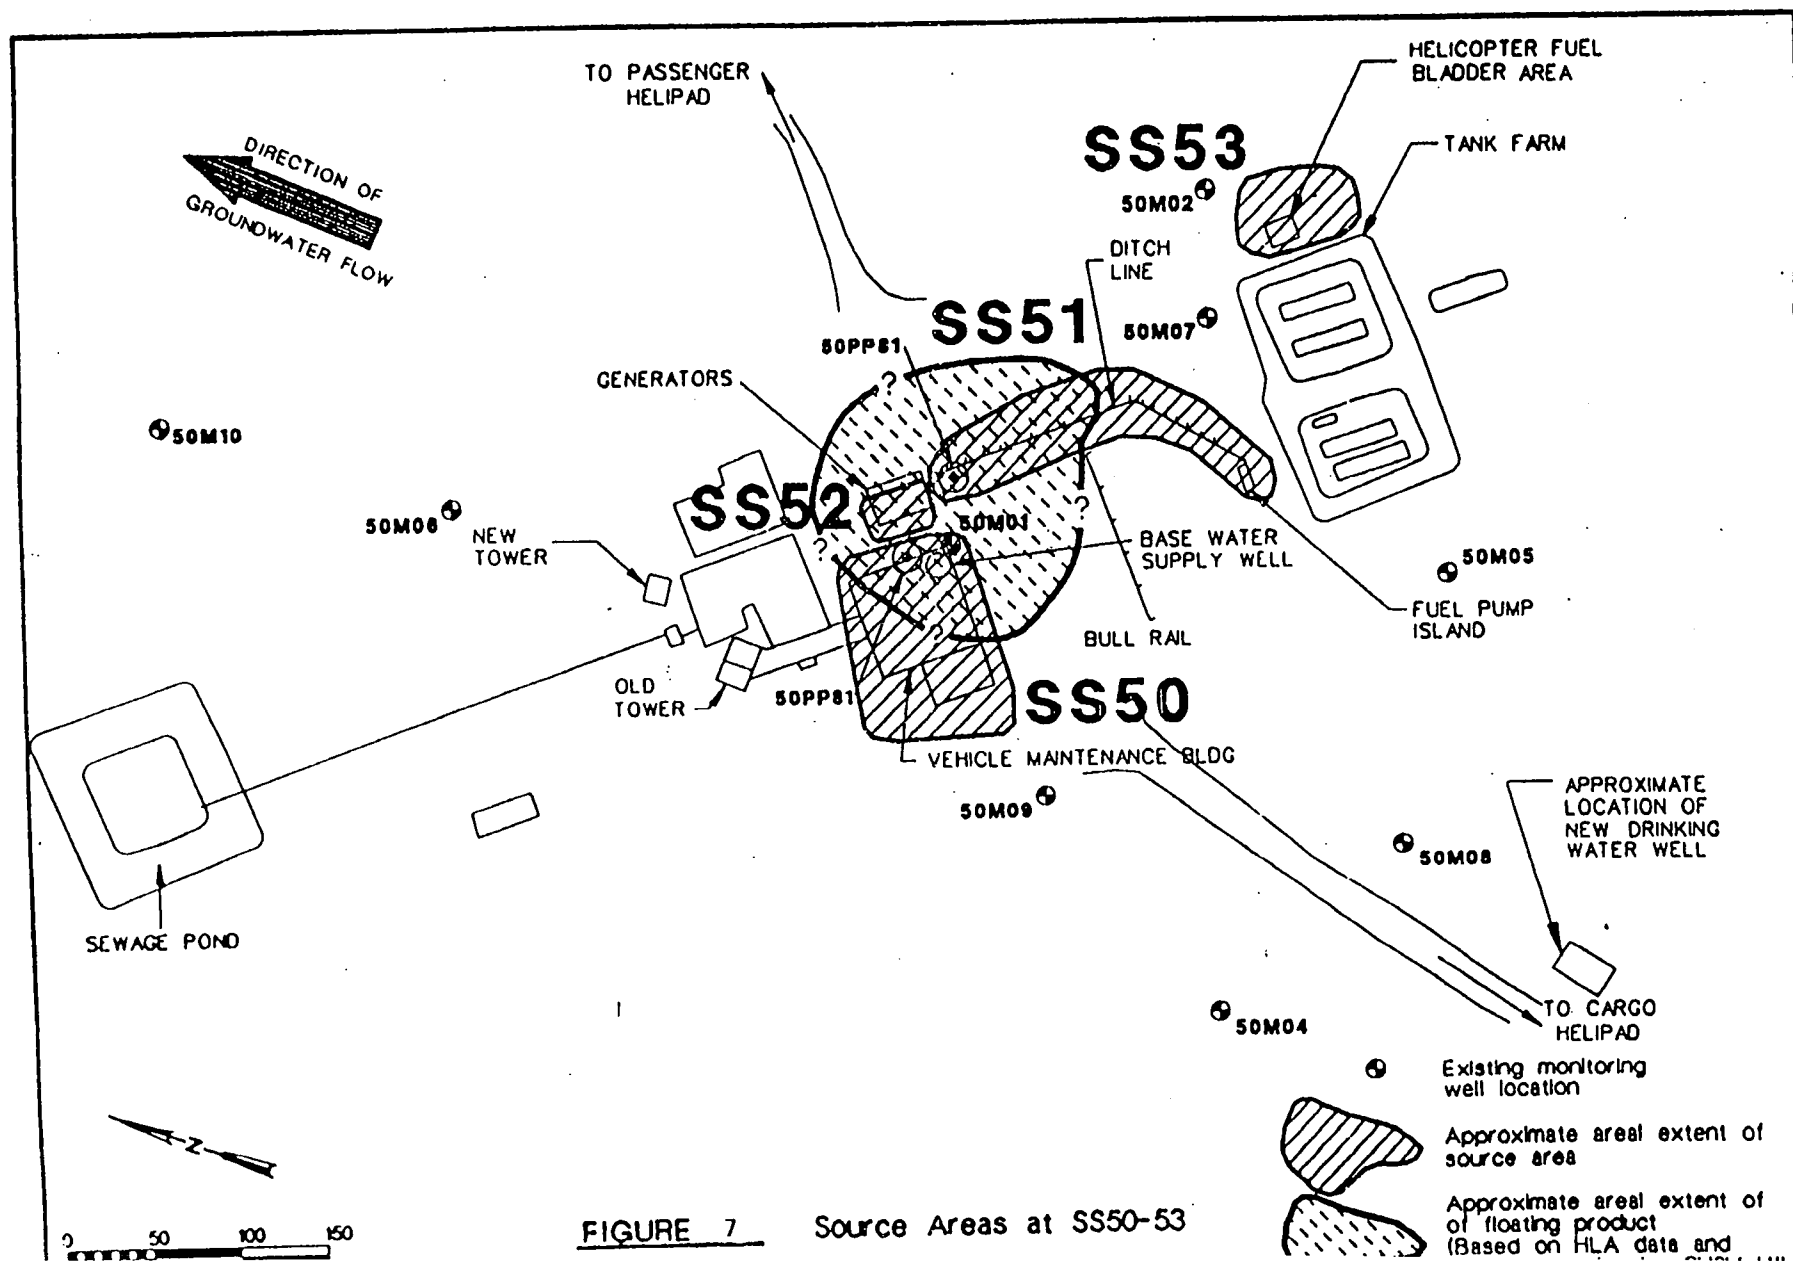 HELICOPTER FUEL
BLADDER AREA
TO PASSENGER
HELIPAD
SS53
TANK FARM
DIRECTION OF
GROUNDWATER FLOW
50M02
DITCH
LINE
SS51
50M07
50PP81
GENERATORS
?
50M10
SS52
50M06
50M01
?
?
NEW
TOWER
BASE WATER
SUPPLY WELL
50M05
FUEL PUMP
ISLAND
BULL RAIL
?
OLD
TOWER
50PP81
SS50
VEHICLE MAINTENANCE BLDG
50M09
APPROXIMATE
LOCATION OF
NEW DRINKING
WATER WELL
50M08
SEWAGE POND
50M04
TO CARGO
HELIPAD
Existing monitoring
well location
Z
Approximate areal extent of
source area
Approximate areal extent of
of floating product
(Based on HLA data and
0 50 100 150
FIGURE 7 Source Areas at SS50-53